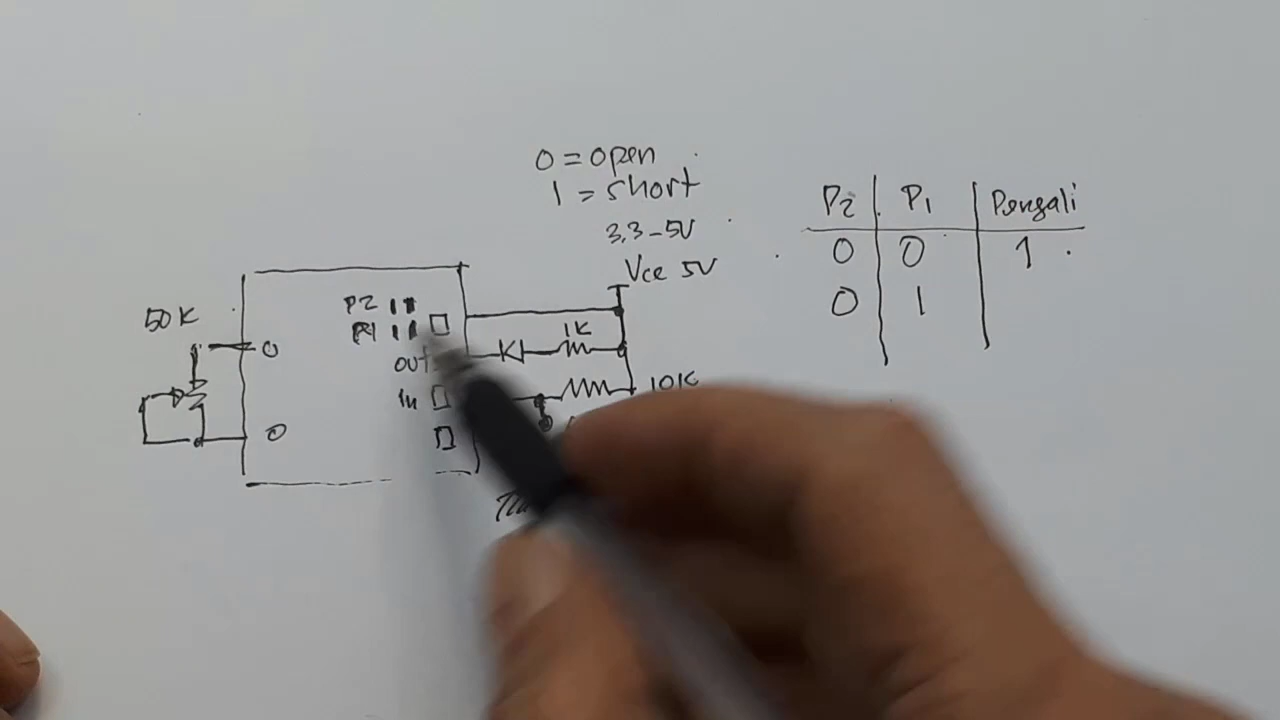 0 = open
1 = short
3,3-5V
Vcc 5V
P2 P1 Pengali
0 0 1
0 1
50K
P2
P1
out
In
1K
10K